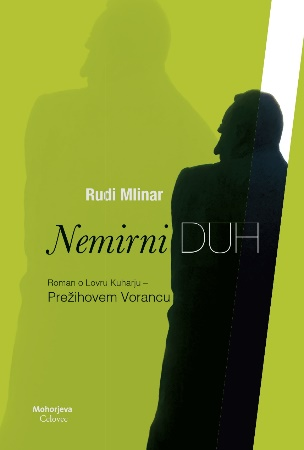 Rudi Mlinar
Nemirni DUH
Roman o Lovru Kuharju –
Prežihovem Vorancu
Mohorjeva
Celovec